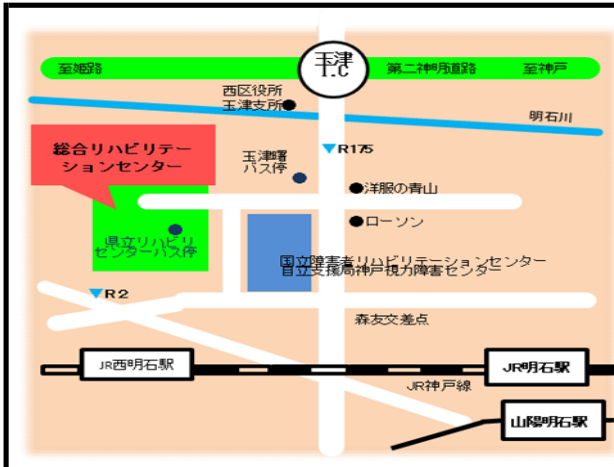 玉津
I.C
至姫路
第二神明道路
至神戸
西区役所
玉津支所
明石川
総合リハビリテー
ションセンター
玉津曙
バス停
R175
洋服の青山
ローソン
県立リハビリ
センターバス停
国立障害者リハビリテーションセンター
自立支援局神戸視力障害センター
R2
森友交差点
JR西明石駅
JR明石駅
JR神戸線
山陽明石駅